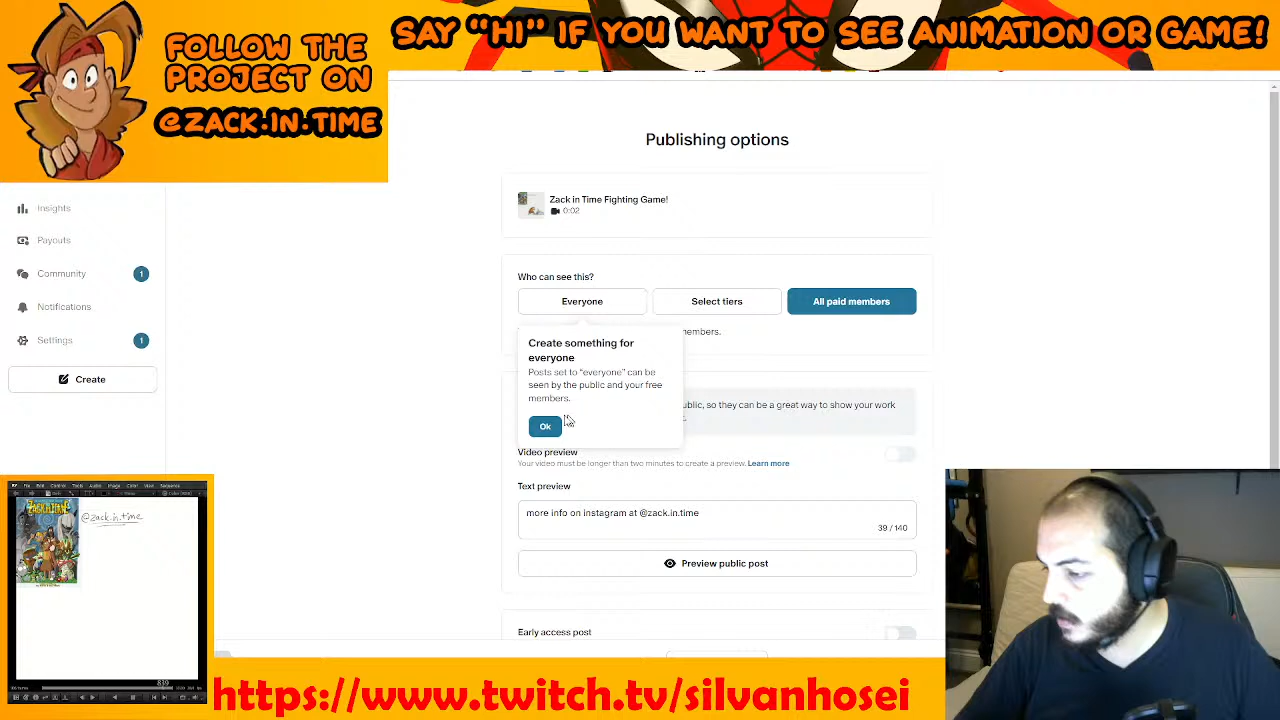 FOLLOW THE
PROJECT ON
@ZACK.IN.TIME
SAY "HI" IF YOU WANT TO SEE ANIMATION OR GAME!
Publishing options
Zack in Time Fighting Game!
0:02
Insights
Payouts
Community 1
Notifications
Settings 1
Create
Who can see this?
Everyone
Select tiers
All paid members
members.
Create something for
everyone
Posts set to "everyone" can be
seen by the public and your free
members.
Ok
ublic, so they can be a great way to show your work
Video preview
Your video must be longer than two minutes to create a preview. Learn more
Text preview
more info on instagram at @zack.in.time
39 / 140
Preview public post
Early access post
@zack.in.time
839
https://www.twitch.tv/silvanhosei